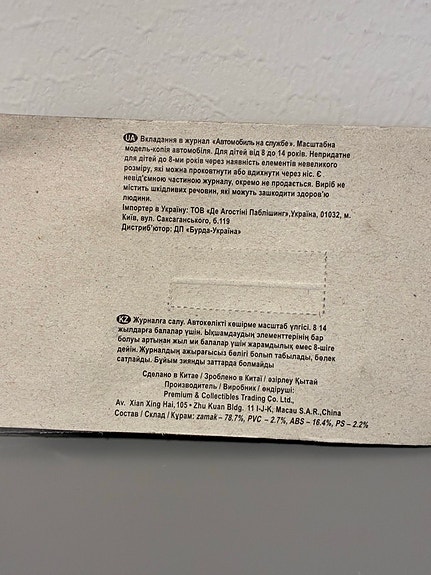 UA Вкладання в журнал «Автомобиль на службе». Масштабна
модель-копія автомобіля. Для дітей від 8 до 14 років. Непридатне
для дітей до 8-ми років через наявність елементів невеликого
розміру, які можна проковтнути або вдихнути через ніс. Є
невід'ємною частиною журналу, окремо не продається. Виріб не
містить шкідливих речовин, які можуть зашкодити здоров'ю
людини.
Імпортер в Україну: ТОВ «Де Агостіні Паблішинг»,Україна, 01032, м.
Київ, вул. Саксаганського, б.119
Дистриб'ютор: ДП «Бурда-Україна»
KZ Журналға салу. Автокелікті көшірме масштаб үлгісі. 8 14
жылдарға балалар үшін. Ықшамдаудың элементтерінің бар
болуы артынан жыл ми балалар үшін жарамдылық емес 8-шіге
дейін. Журналдың ажырағысыз бөлігі болып табылады, бөлек
сатлайды. Бұйым зиянды заттарда болмайды
Сделано в Китае / Зроблено в Китаї / әзірлеу Қытай
Производитель / Виробник / өндіруші:
Premium & Collectibles Trading Co. Ltd.,
Av. Xian Xing Hai, 105 • Zhu Kuan Bldg. 11 I-J-K, Macau S.A.R.,China
Состав / Склад / Құрам: zamak – 78.7%, PVC – 2.7%, ABS – 16.4%, PS – 2.2%